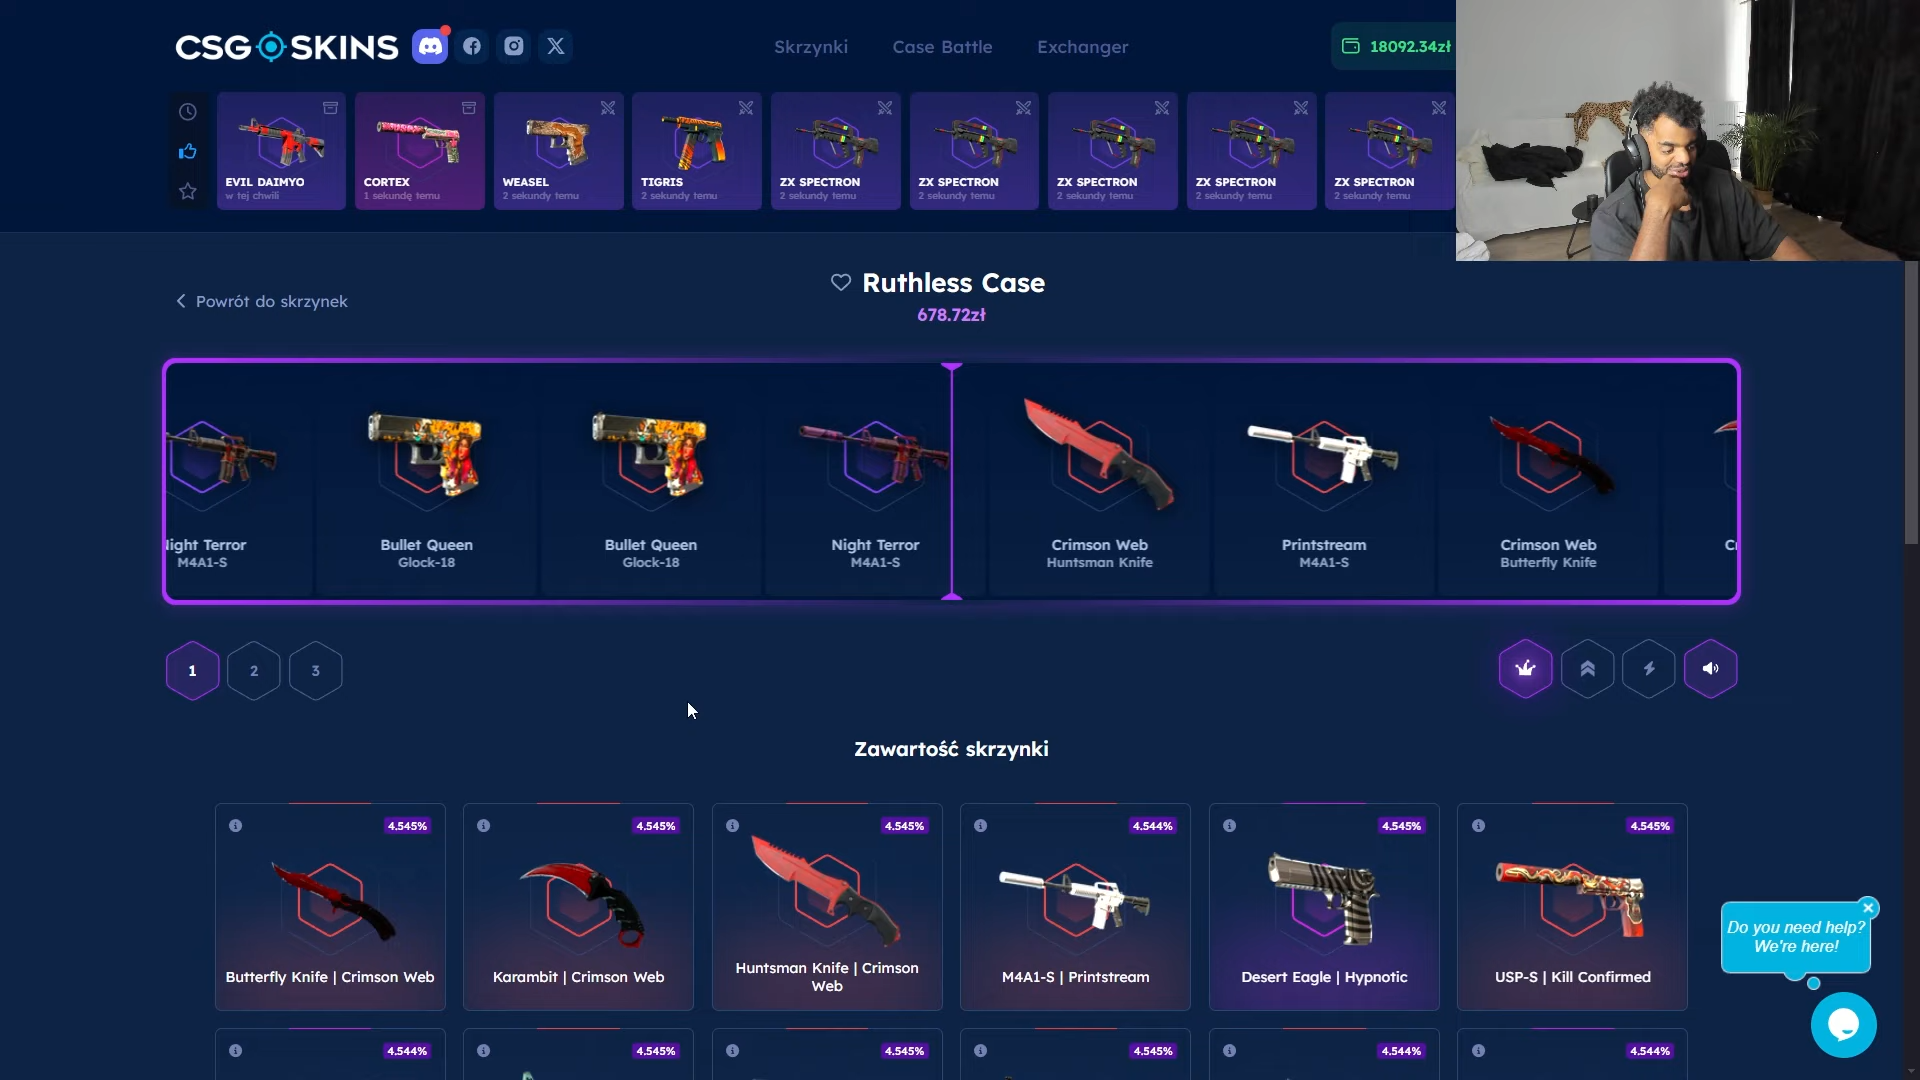 CSG SKINS
Skrzynki
Case Battle
Exchanger
18092.34zł
EVIL DAIMYO
w tej chwili
CORTEX
1 sekundę temu
WEASEL
2 sekundy temu
TIGRIS
2 sekundy temu
ZX SPECTRON
2 sekundy temu
ZX SPECTRON
2 sekundy temu
ZX SPECTRON
2 sekundy temu
ZX SPECTRON
2 sekundy temu
ZX SPECTRON
2 sekundy temu
Powrót do skrzynek
Ruthless Case
678.72zł
light Terror
M4A1-S
Bullet Queen
Glock-18
Bullet Queen
Glock-18
Night Terror
M4A1-S
Crimson Web
Huntsman Knife
Printstream
M4A1-S
Crimson Web
Butterfly Knife
1
2
3
Zawartość skrzynki
4.545%
Butterfly Knife | Crimson Web
4.545%
Karambit | Crimson Web
4.545%
Huntsman Knife | Crimson
Web
4.544%
M4A1-S | Printstream
4.545%
Desert Eagle | Hypnotic
4.545%
USP-S | Kill Confirmed
4.544%
4.545%
4.545%
4.545%
4.544%
4.544%
Do you need help?
We're here!